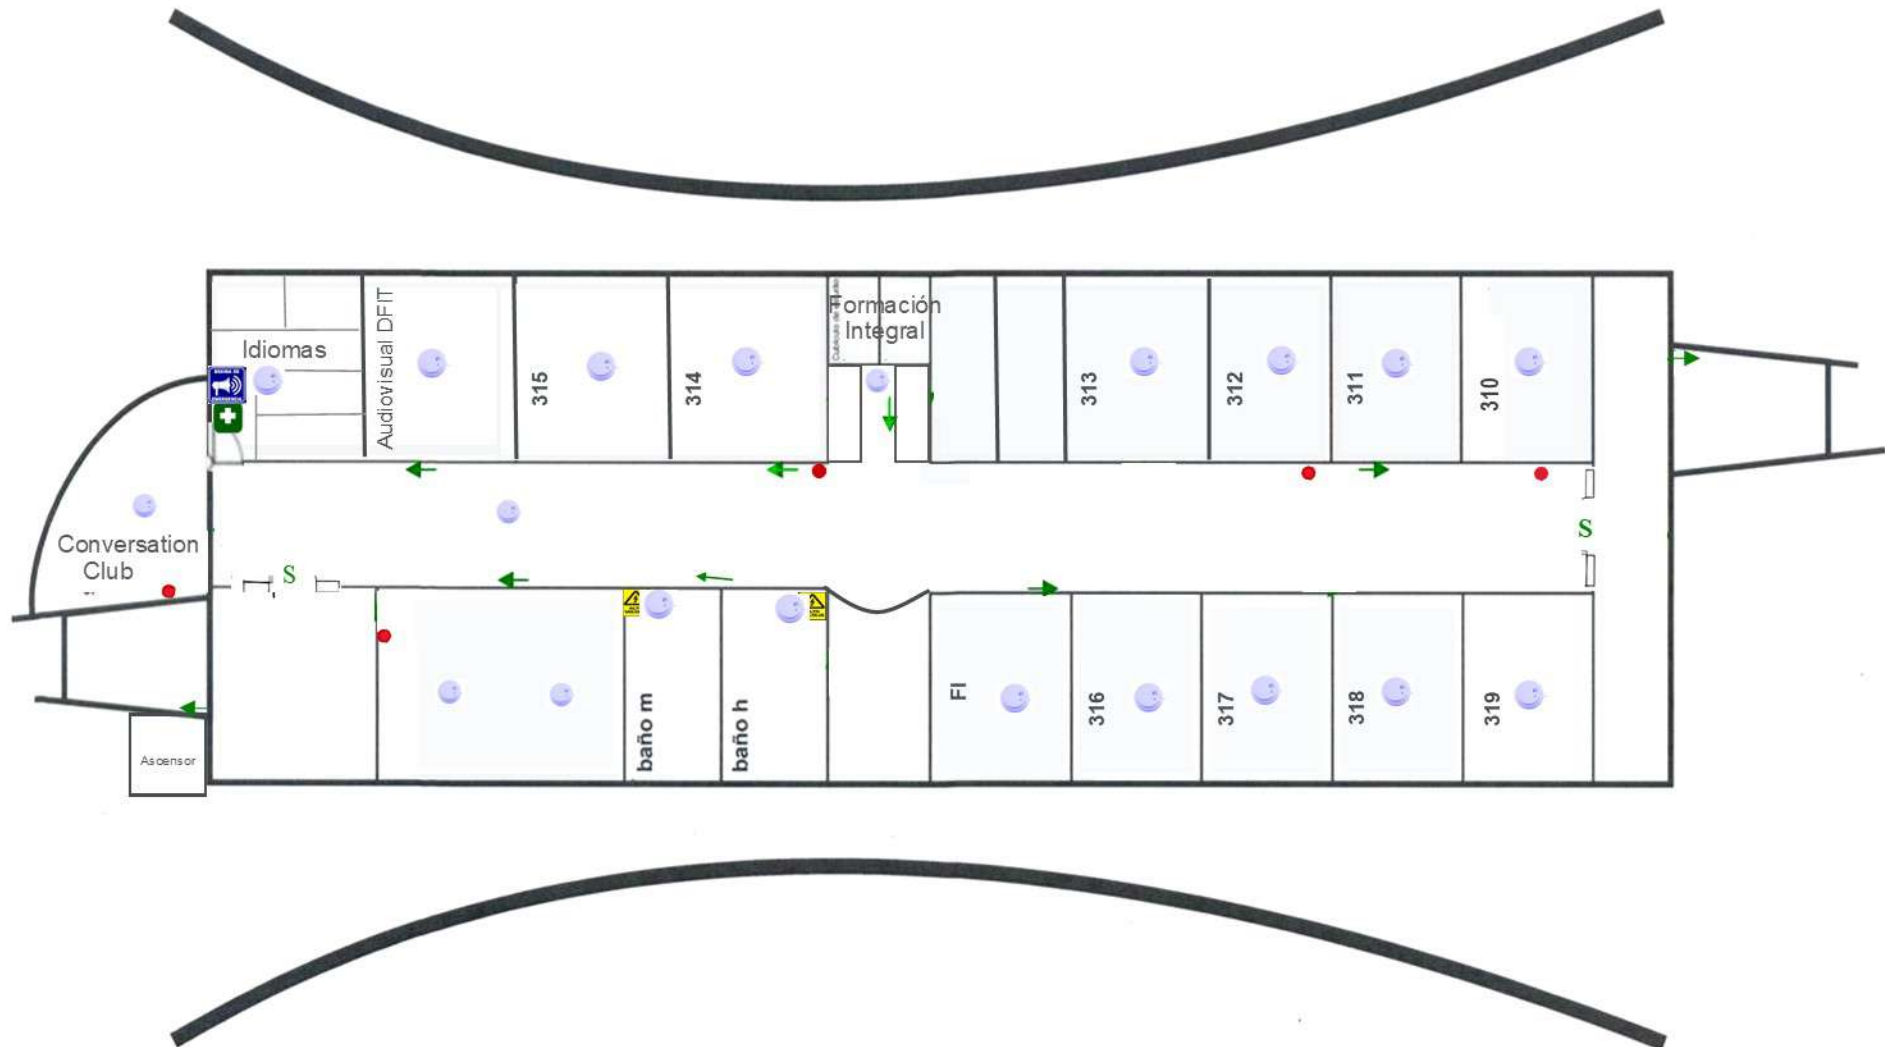 Formación
Integral
Idiomas
Audiovisual DFIT
315
314
313
312
311
310
Conversation
Club
S
S
Ascensor
baño m
baño h
FI
316
317
318
319